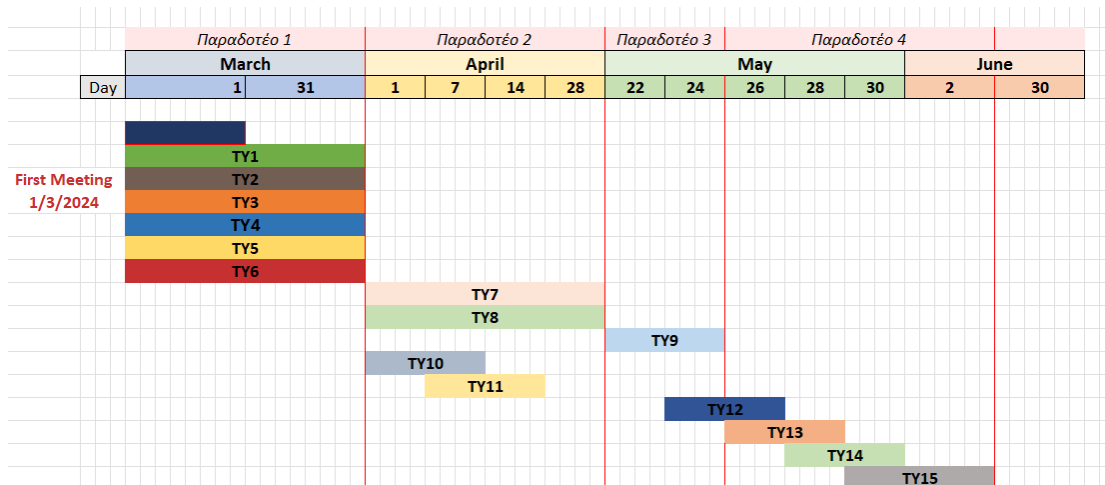 Παραδοτέο 1 Παραδοτέο 2 Παραδοτέο 3 Παραδοτέο 4
March April May June
Day 1 31 1 7 14 28 22 24 26 28 30 2 30
TY1
First Meeting
1/3/2024
TY2
TY3
TY4
TY5
TY6
TY7
TY8
TY9
TY10
TY11
TY12
TY13
TY14
TY15